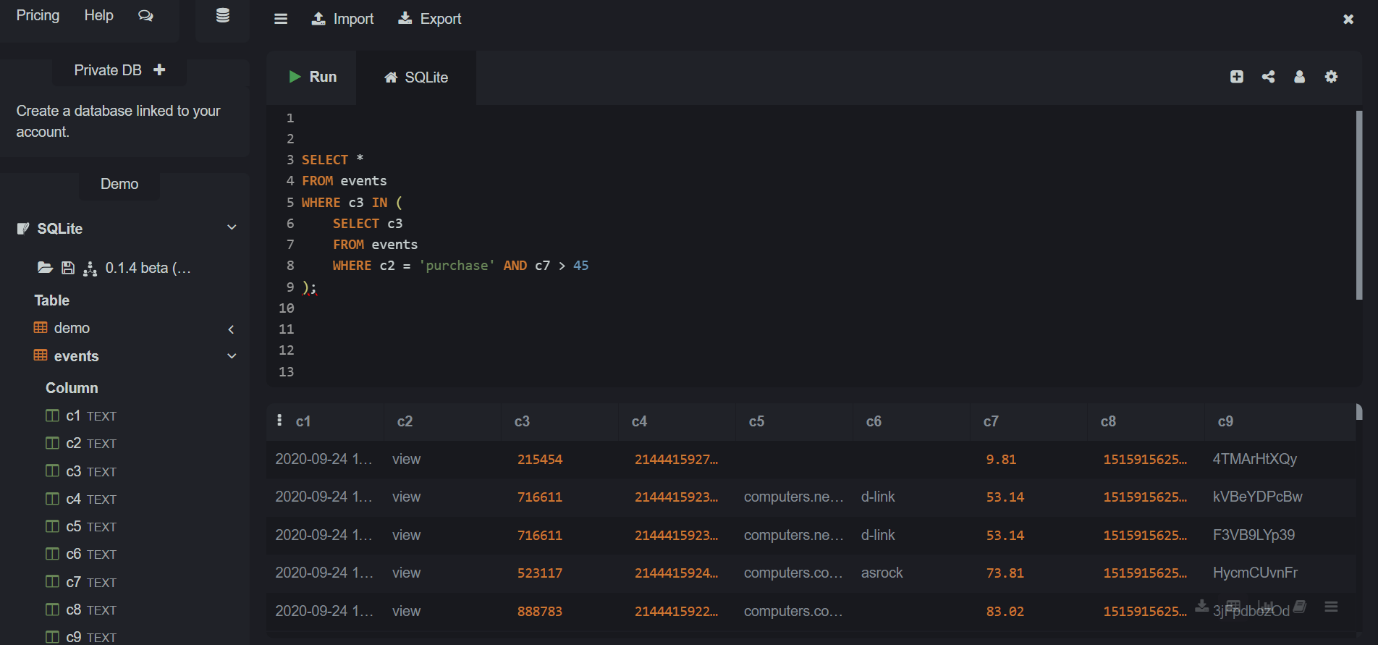 Pricing Help
Import Export
Private DB
Create a database linked to your
account.
Demo
SQLite
0.1.4 beta (...
Table
demo
events
Column
c1 TEXT
c2 TEXT
c3 TEXT
c4 TEXT
c5 TEXT
c6 TEXT
c7 TEXT
c8 TEXT
c9 TEXT
Run SQLite
1
2
3 SELECT *
4 FROM events
5 WHERE c3 IN (
6 SELECT c3
7 FROM events
8 WHERE c2 = 'purchase' AND c7 > 45
9 );
10
11
12
13
c1 c2 c3 c4 c5 c6 c7 c8 c9
2020-09-24 1... view 215454 2144415927... 9.81 1515915625... 4TMArHtXQy
2020-09-24 1... view 716611 2144415923... computers.ne... d-link 53.14 1515915625... kVBeYDPcBw
2020-09-24 1... view 716611 2144415923... computers.ne... d-link 53.14 1515915625... F3VB9LYp39
2020-09-24 1... view 523117 2144415924... computers.co... asrock 73.81 1515915625... HycmCUvnFr
2020-09-24 1... view 888783 2144415922... computers.co... 83.02 1515915625...